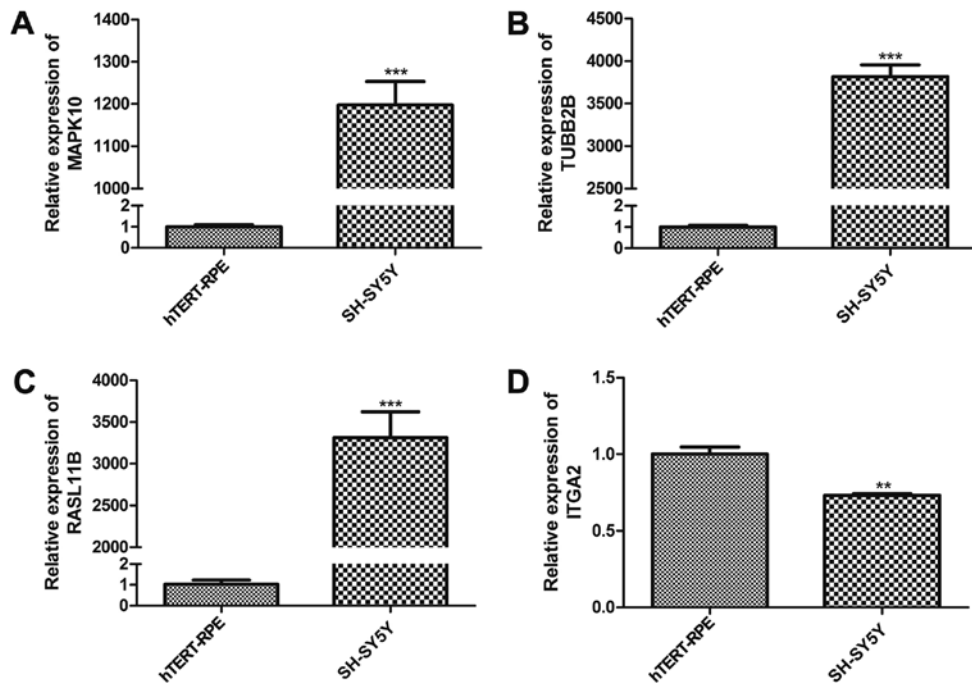 A
Relative expression of
MAPK10
1400
1300
1200
1100
1000
2
1
0
***
hTERT-RPE
SH-SY5Y
B
Relative expression of
TUBB2B
4500
4000
3500
3000
2500
2
1
0
***
hTERT-RPE
SH-SY5Y
C
Relative expression of
RASL11B
4000
3500
3000
2500
2000
2
1
0
***
hTERT-RPE
SH-SY5Y
D
Relative expression of
ITGA2
1.5
1.0
0.5
0.0
**
hTERT-RPE
SH-SY5Y